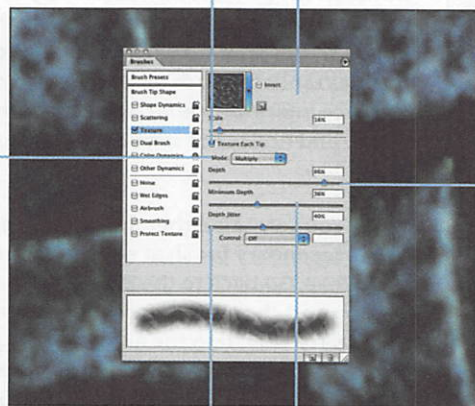 Brushes
Brush Presets
Brush Tip Shape
Shape Dynamics
Scattering
Texture
Dual Brush
Color Dynamics
Other Dynamics
Noise
Wet Edges
Airbrush
Smoothing
Protect Texture
Invert
Scale
Texture Each Tip
Mode: Multiply
Depth
Minimum Depth
Depth Jitter
40%
Control: Off